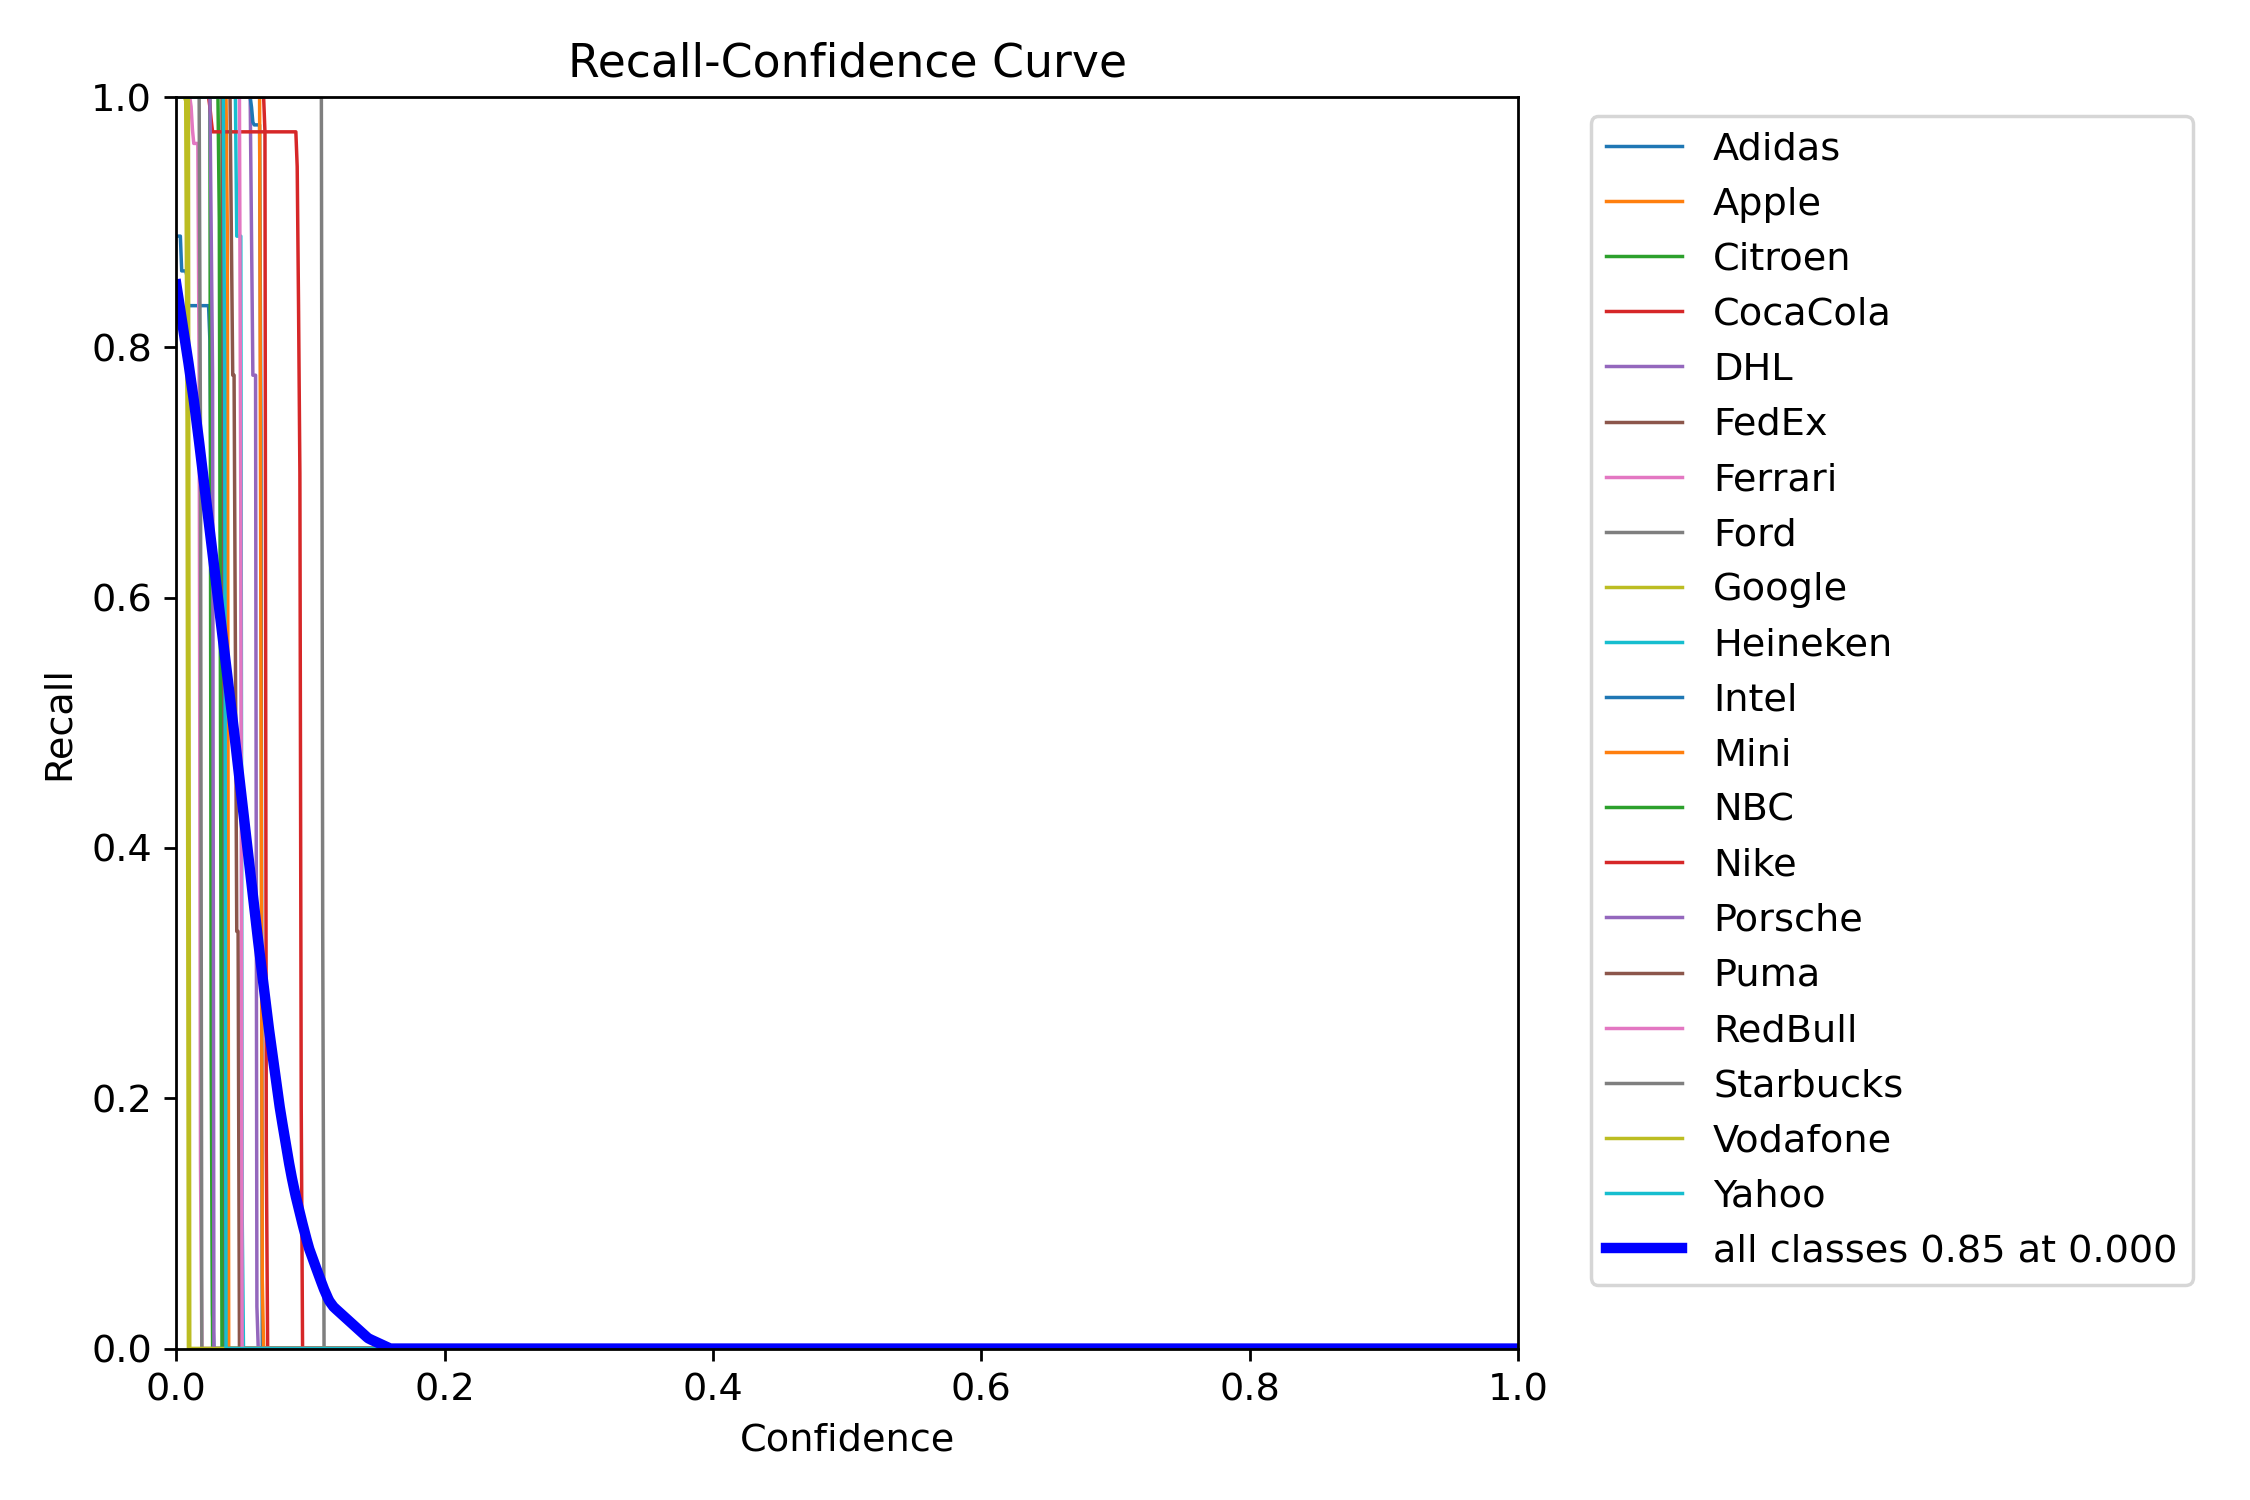 Recall-Confidence Curve
1.0
0.8
0.6
0.4
0.2
0.0
Recall
0.0 0.2 0.4 0.6 0.8 1.0
Confidence
Adidas
Apple
Citroen
CocaCola
DHL
FedEx
Ferrari
Ford
Google
Heineken
Intel
Mini
NBC
Nike
Porsche
Puma
RedBull
Starbucks
Vodafone
Yahoo
all classes 0.85 at 0.000